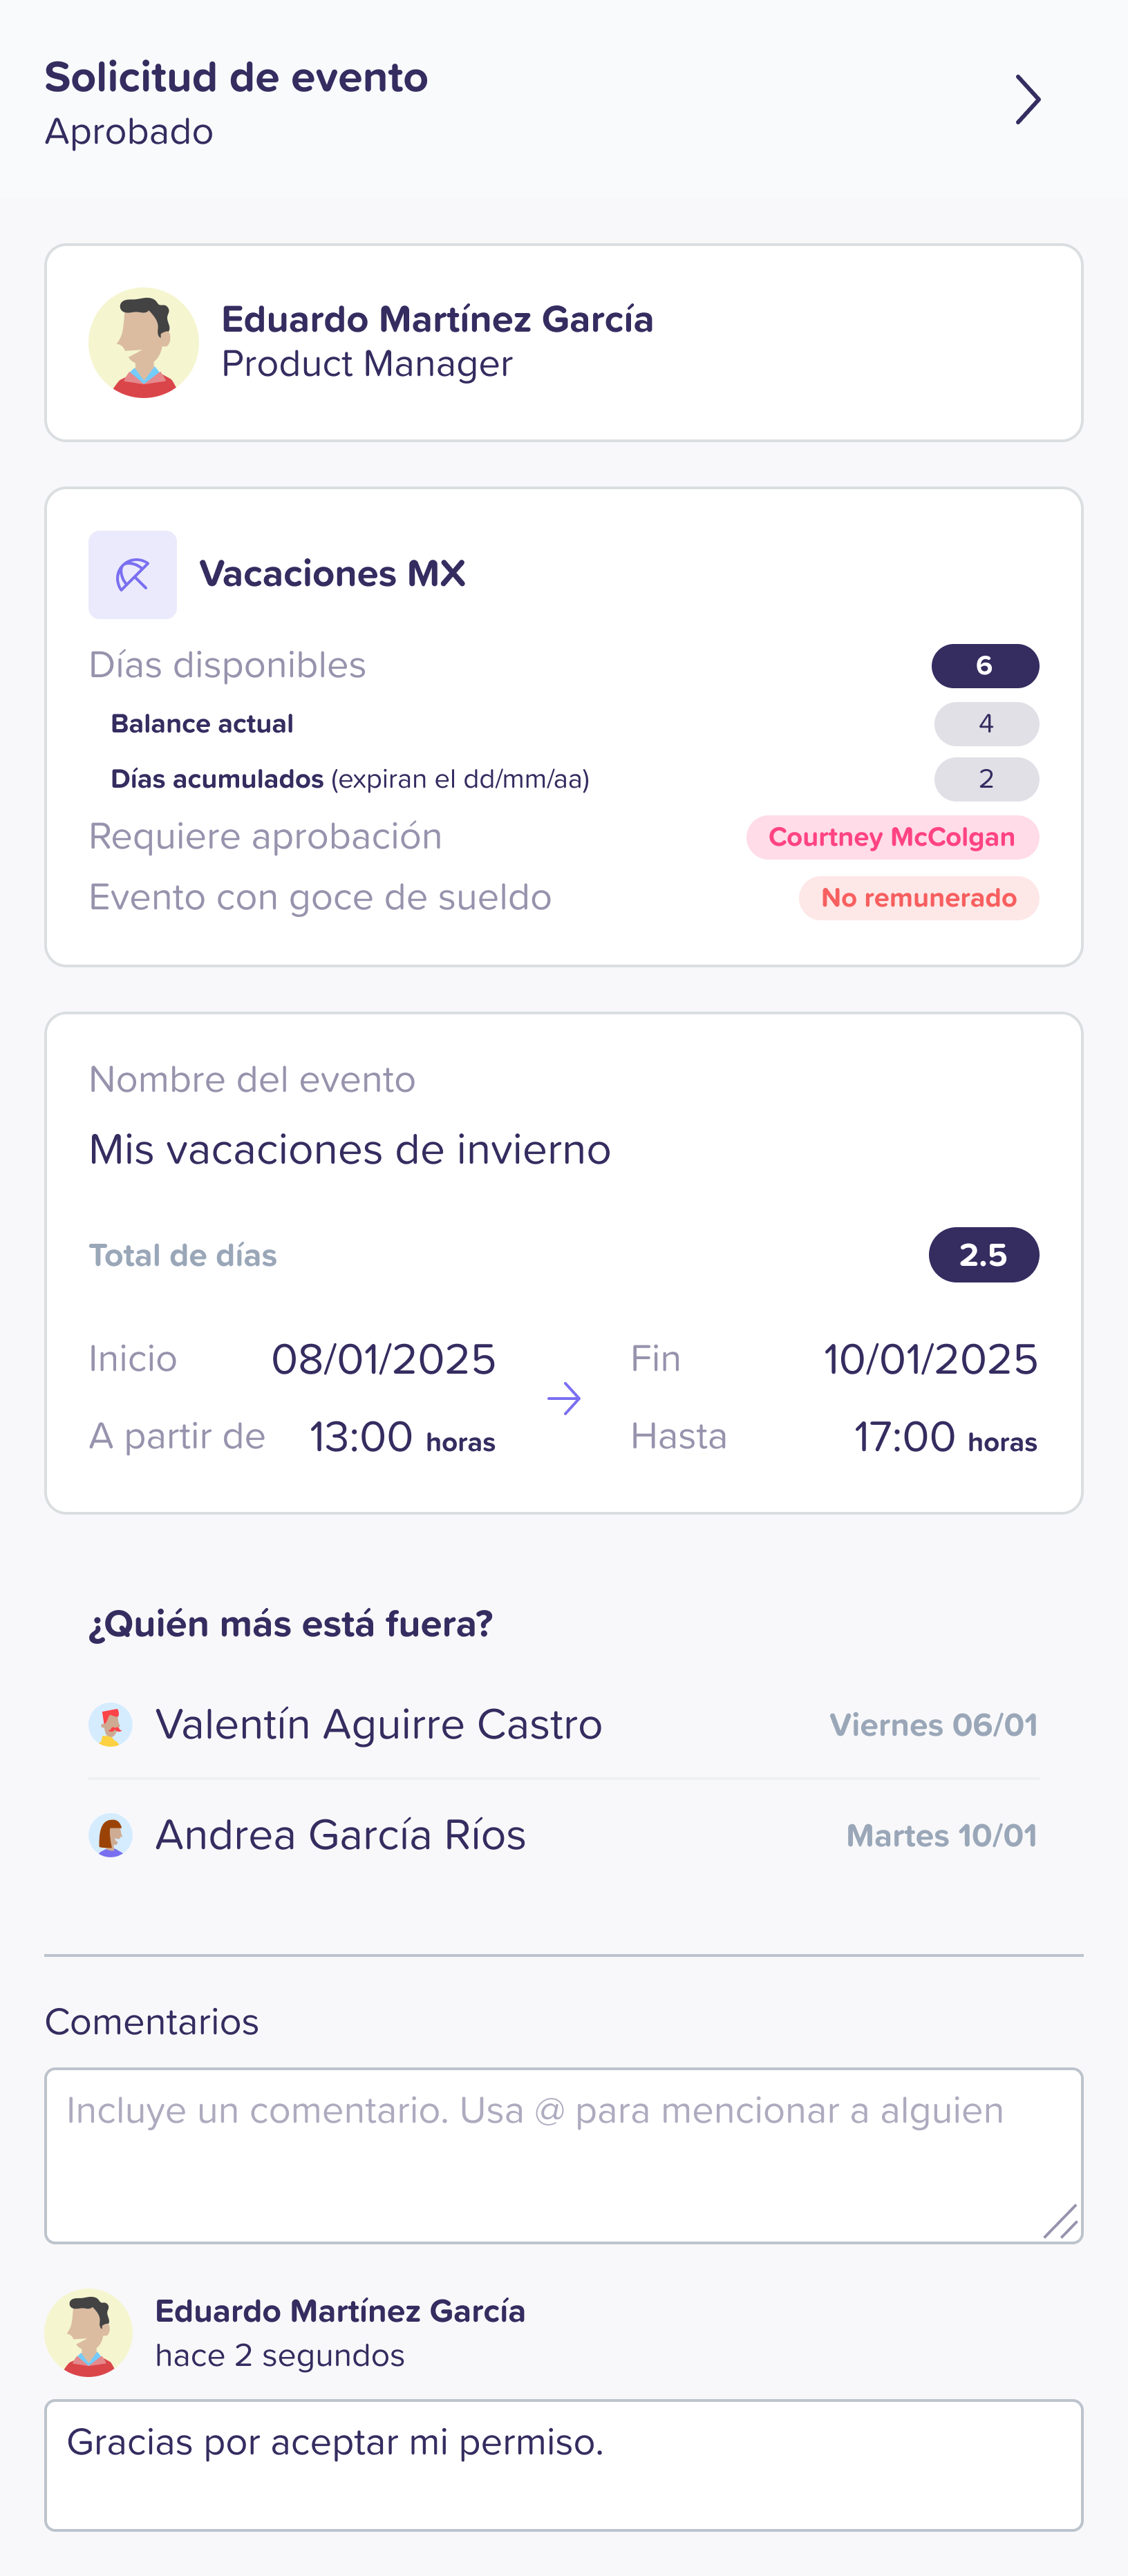 Solicitud de evento
Aprobado
Eduardo Martínez García
Product Manager
Vacaciones MX
Días disponibles 6
Balance actual 4
Días acumulados (expiran el dd/mm/aa) 2
Requiere aprobación Courtney McColgan
Evento con goce de sueldo No remunerado
Nombre del evento
Mis vacaciones de invierno
Total de días 2.5
Inicio 08/01/2025 Fin 10/01/2025
A partir de 13:00 horas Hasta 17:00 horas
¿Quién más está fuera?
Valentín Aguirre Castro Viernes 06/01
Andrea García Ríos Martes 10/01
Comentarios
Incluye un comentario. Usa @ para mencionar a alguien
Eduardo Martínez García
hace 2 segundos
Gracias por aceptar mi permiso.